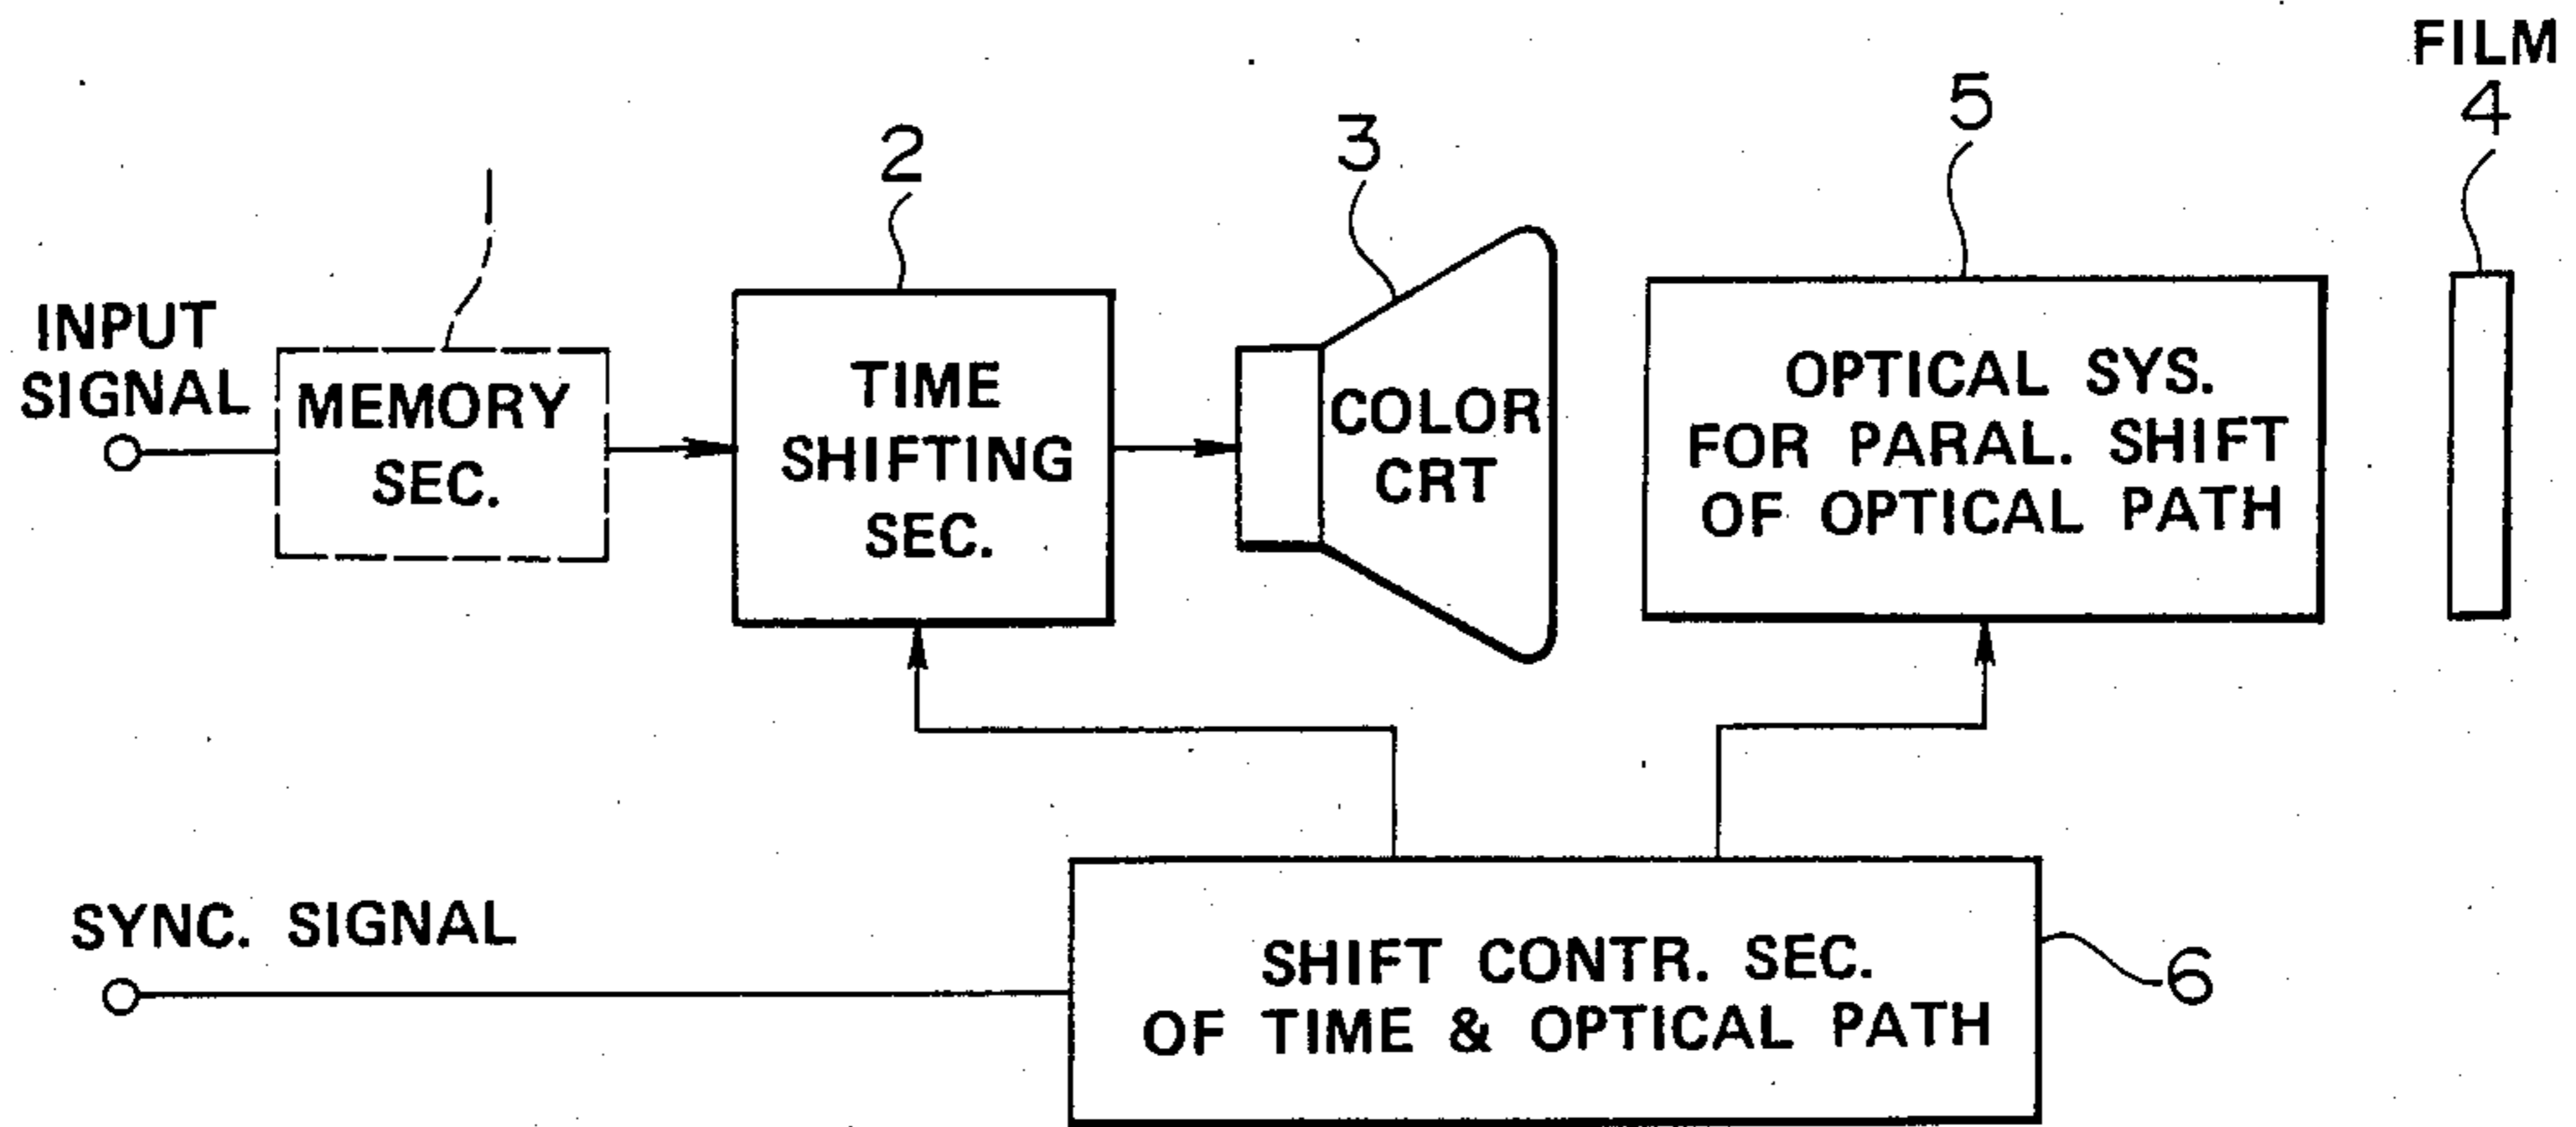 FILM
4
5
3
2
1
INPUT
SIGNAL
MEMORY
SEC.
TIME
SHIFTING
SEC.
COLOR
CRT
OPTICAL SYS.
FOR PARAL. SHIFT
OF OPTICAL PATH
SYNC. SIGNAL
SHIFT CONTR. SEC.
OF TIME & OPTICAL PATH
6